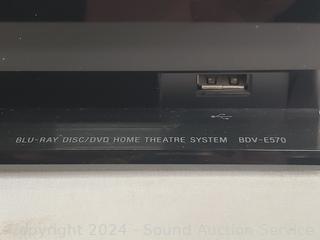 BLU-RAY DISC/DVD HOME THEATRE SYSTEM BDV-E570
Copyright 2024 - Sound Auction Service